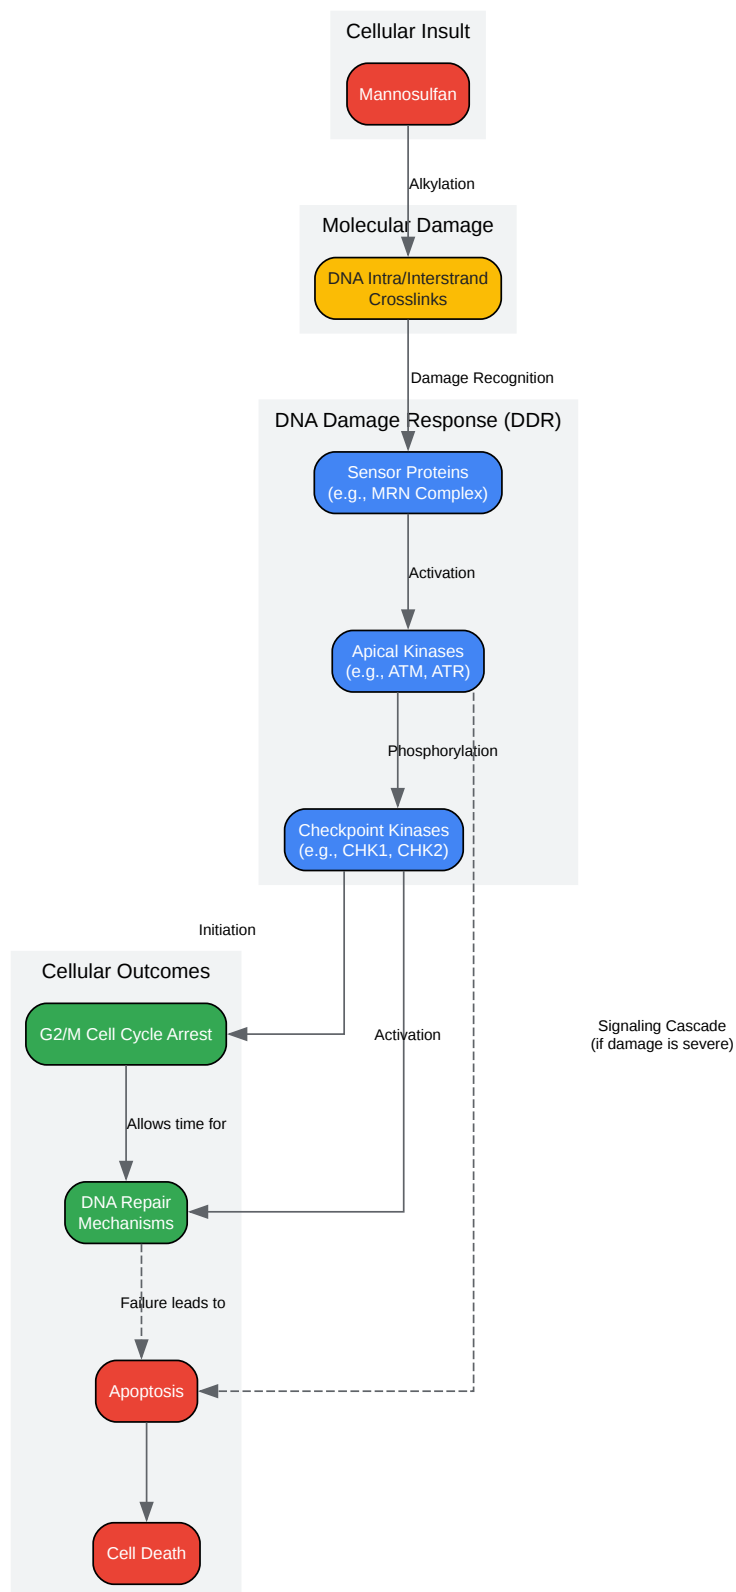 Cellular Insult
Mannosulfan
Alkylation
Molecular Damage
DNA Intra/Interstrand
Crosslinks
Damage Recognition
DNA Damage Response (DDR)
Sensor Proteins
(e.g., MRN Complex)
Activation
Apical Kinases
(e.g., ATM, ATR)
Phosphorylation
Checkpoint Kinases
(e.g., CHK1, CHK2)
Initiation
Cellular Outcomes
G2/M Cell Cycle Arrest
Activation
Signaling Cascade
(if damage is severe)
Allows time for
DNA Repair
Mechanisms
Failure leads to
Apoptosis
Cell Death